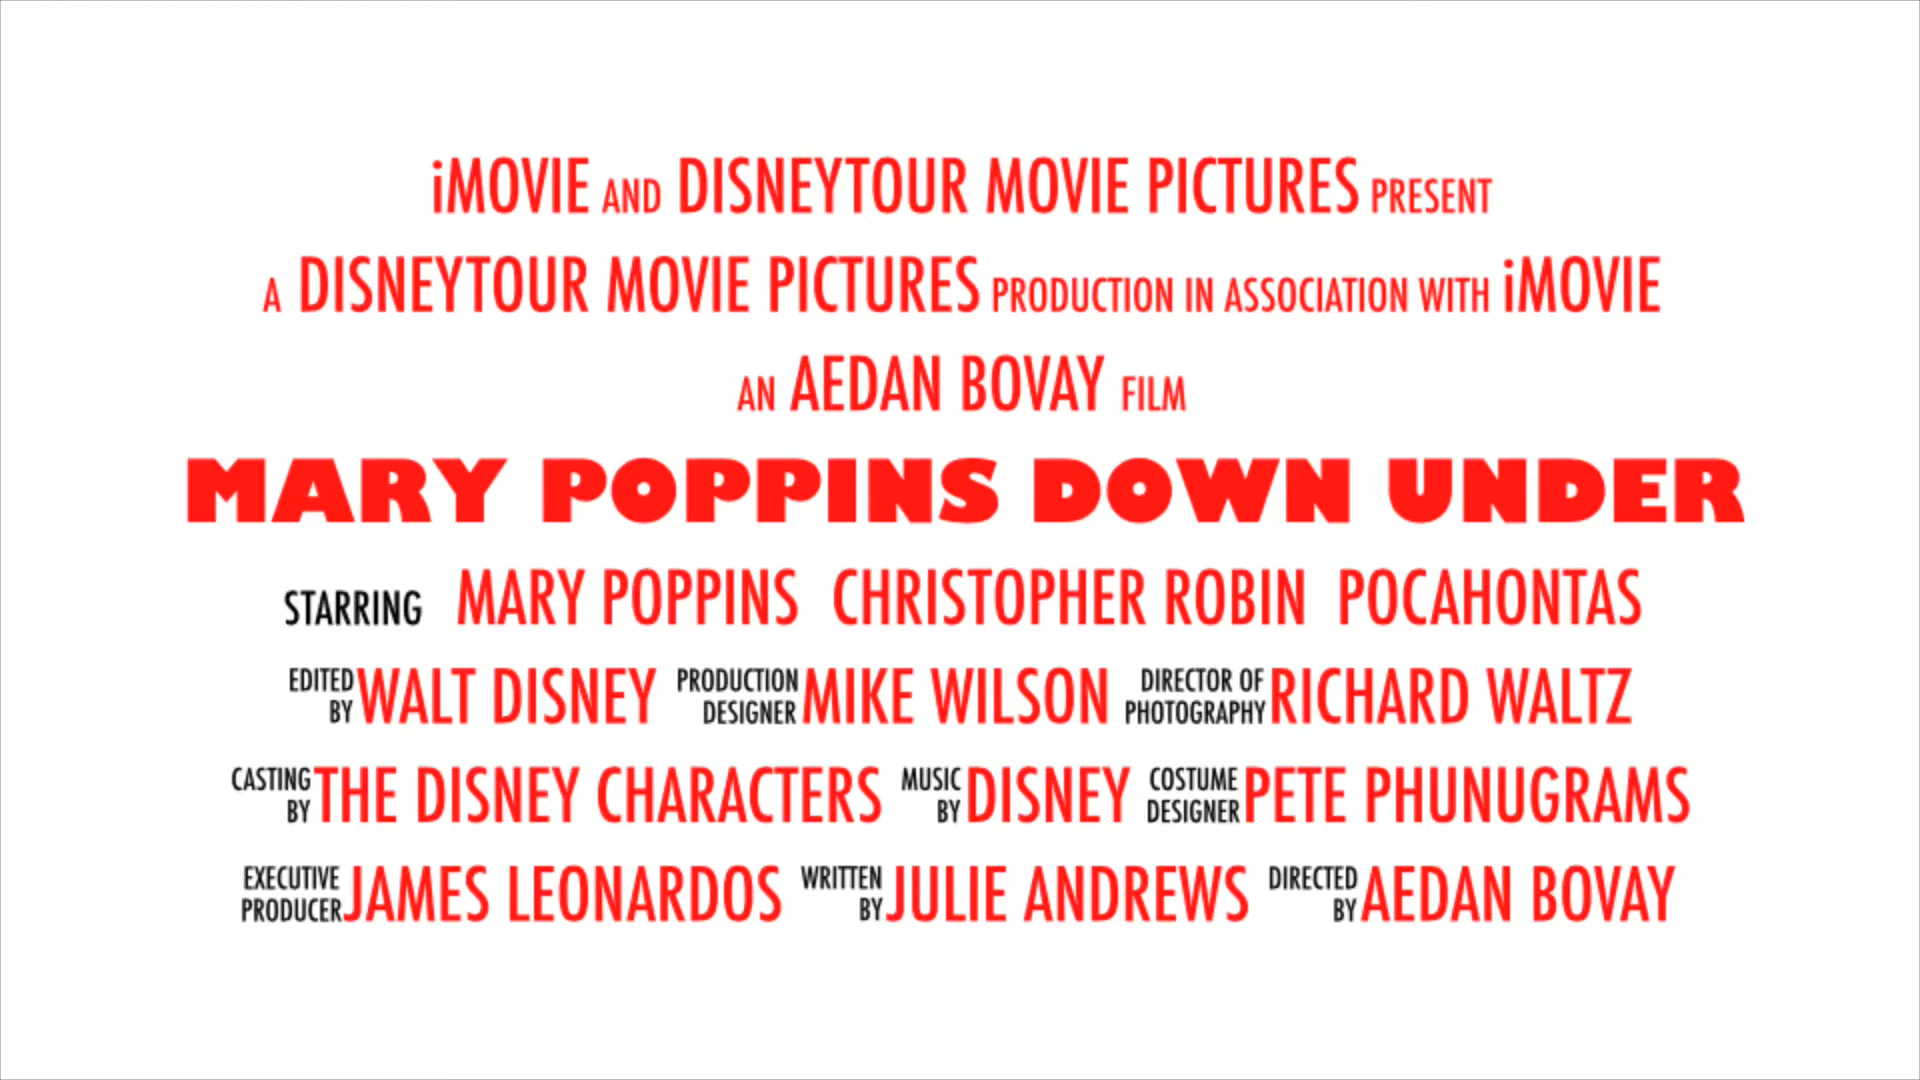 iMOVIE AND DISNEYTOUR MOVIE PICTURES PRESENT
A DISNEYTOUR MOVIE PICTURES PRODUCTION IN ASSOCIATION WITH iMOVIE
AN AEDAN BOVAY FILM
MARY POPPINS DOWN UNDER
STARRING MARY POPPINS CHRISTOPHER ROBIN POCAHONTAS
EDITED BY WALT DISNEY PRODUCTION DESIGNER MIKE WILSON DIRECTOR OF PHOTOGRAPHY RICHARD WALTZ
CASTING BY THE DISNEY CHARACTERS MUSIC BY DISNEY COSTUME DESIGNER PETE PHUNUGRAMS
EXECUTIVE PRODUCER JAMES LEONARDOS WRITTEN BY JULIE ANDREWS DIRECTED BY AEDAN BOVAY